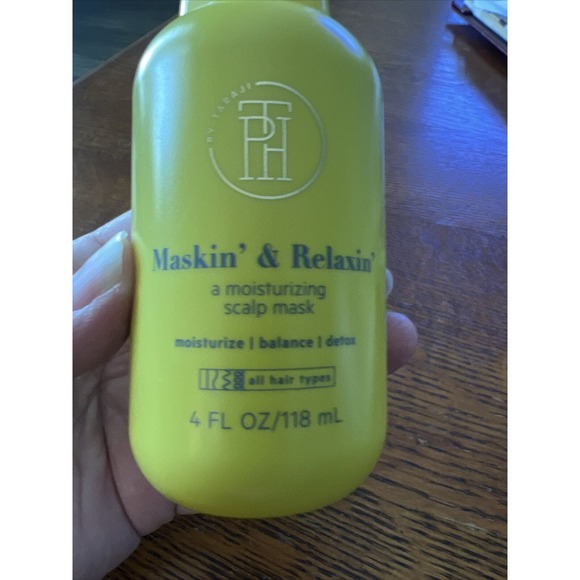 BY TARAJI
TPH
Maskin' & Relaxin'
a moisturizing
scalp mask
moisturize | balance | detox
all hair types
4 FL OZ/118 mL